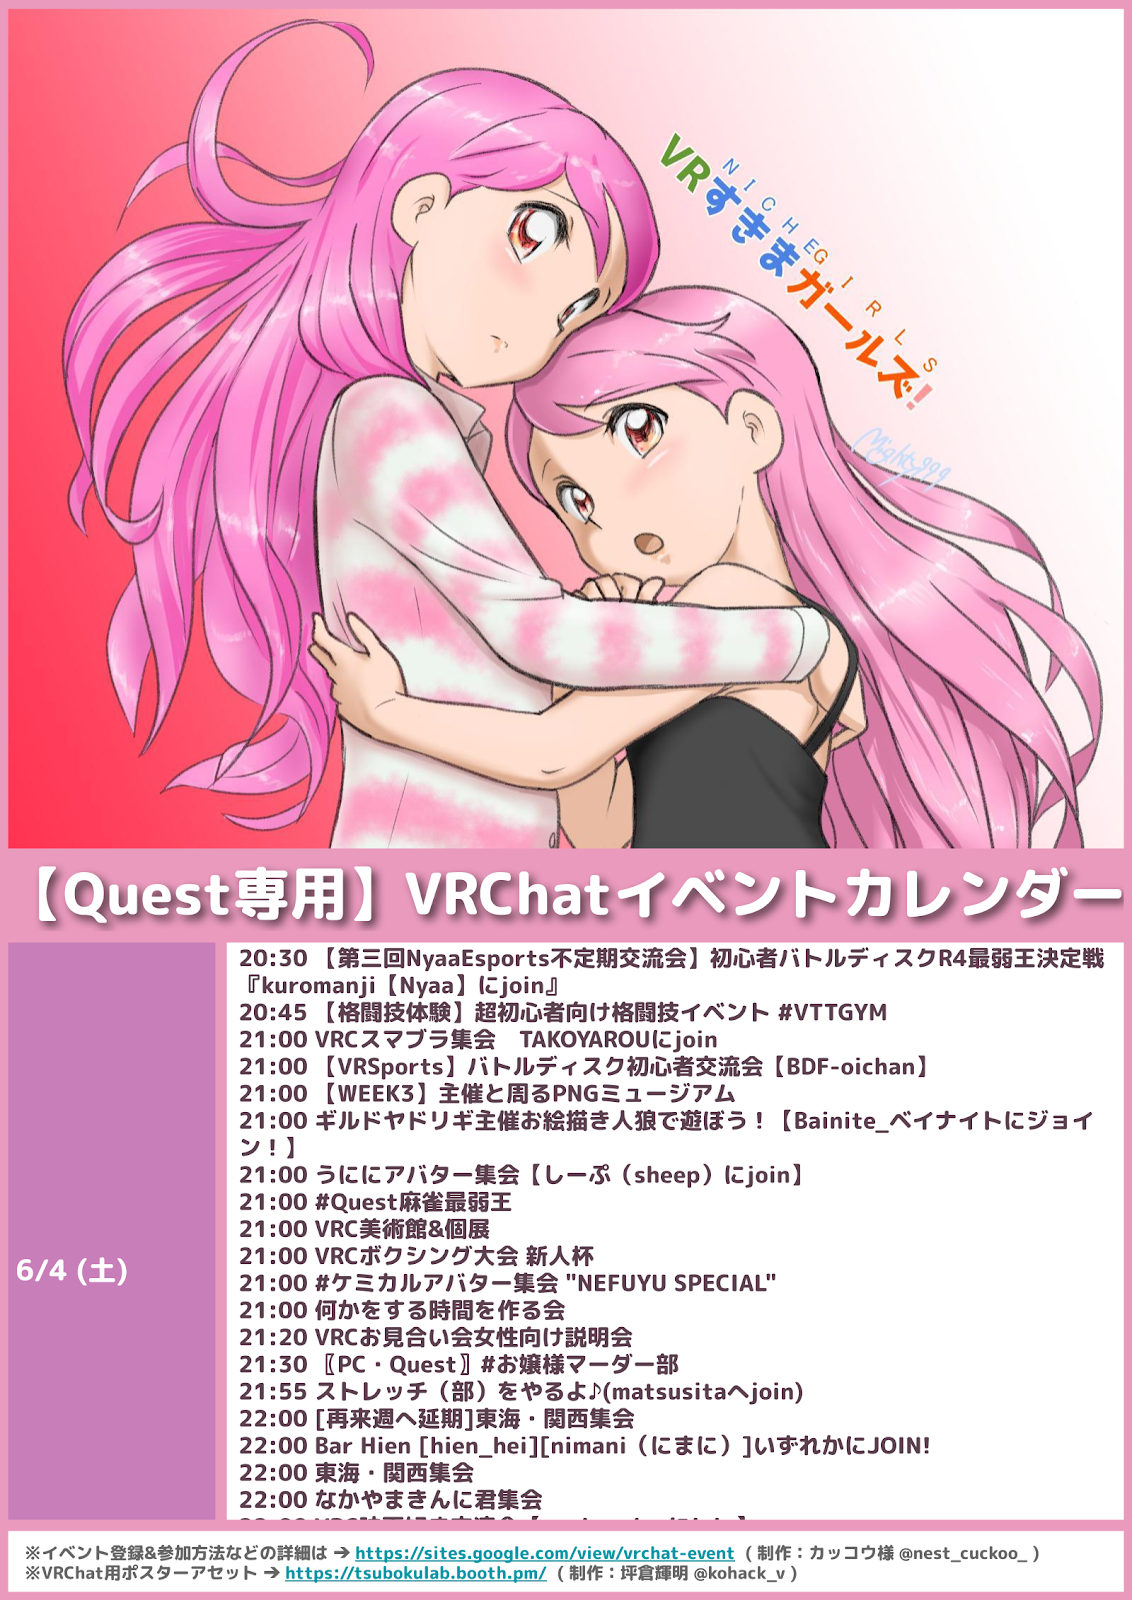 VRすきまガールズ!
NICHEGIRLS
Mighty999
【Quest専用】VRChatイベントカレンダー
6/4 (土)
20:30 【第三回NyaaEsports不定期交流会】初心者バトルディスクR4最弱王決定戦
『kuromanji【Nyaa】にjoin』
20:45 【格闘技体験】超初心者向け格闘技イベント #VTTGYM
21:00 VRCスマブラ集会　TAKOYAROUにjoin
21:00 【VRSports】バトルディスク初心者交流会【BDF-oichan】
21:00 【WEEK3】主催と周るPNGミュージアム
21:00 ギルドヤドリギ主催お絵描き人狼で遊ぼう！【Bainite_ベイナイトにジョイ
ン！】
21:00 うににアバター集会【しーぷ（sheep）にjoin】
21:00 #Quest麻雀最弱王
21:00 VRC美術館&個展
21:00 VRCボクシング大会 新人杯
21:00 #ケミカルアバター集会 "NEFUYU SPECIAL"
21:00 何かをする時間を作る会
21:20 VRCお見合い会女性向け説明会
21:30 〖PC・Quest〗#お嬢様マーダー部
21:55 ストレッチ（部）をやるよ♪(matsusitaへjoin)
22:00 [再来週へ延期]東海・関西集会
22:00 Bar Hien [hien_hei][nimani（にまに）]いずれかにJOIN!
22:00 東海・関西集会
22:00 なかやまきんに君集会
※イベント登録&参加方法などの詳細は ➔ https://sites.google.com/view/vrchat-event ( 制作：カッコウ様 @nest_cuckoo_ )
※VRChat用ポスターアセット ➔ https://tsubokulab.booth.pm/ ( 制作：坪倉輝明 @kohack_v )